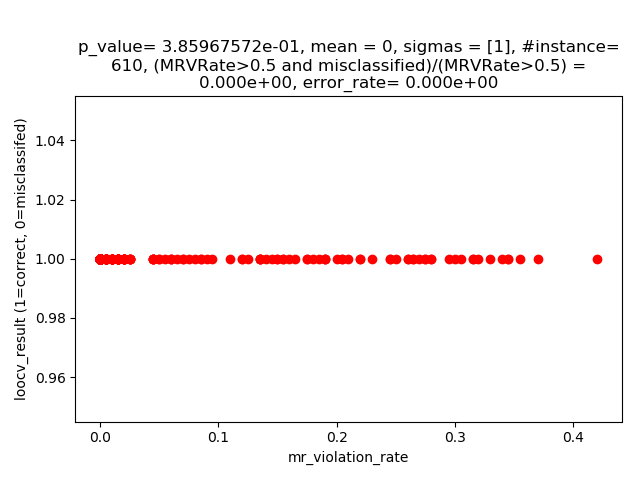 p_value= 3.85967572e-01, mean = 0, sigmas = [1], #instance=
610, (MRVRate>0.5 and misclassified)/(MRVRate>0.5) =
0.000e+00, error_rate= 0.000e+00
loocv_result (1=correct, 0=misclassifed)
1.04
1.02
1.00
0.98
0.96
0.0 0.1 0.2 0.3 0.4
mr_violation_rate